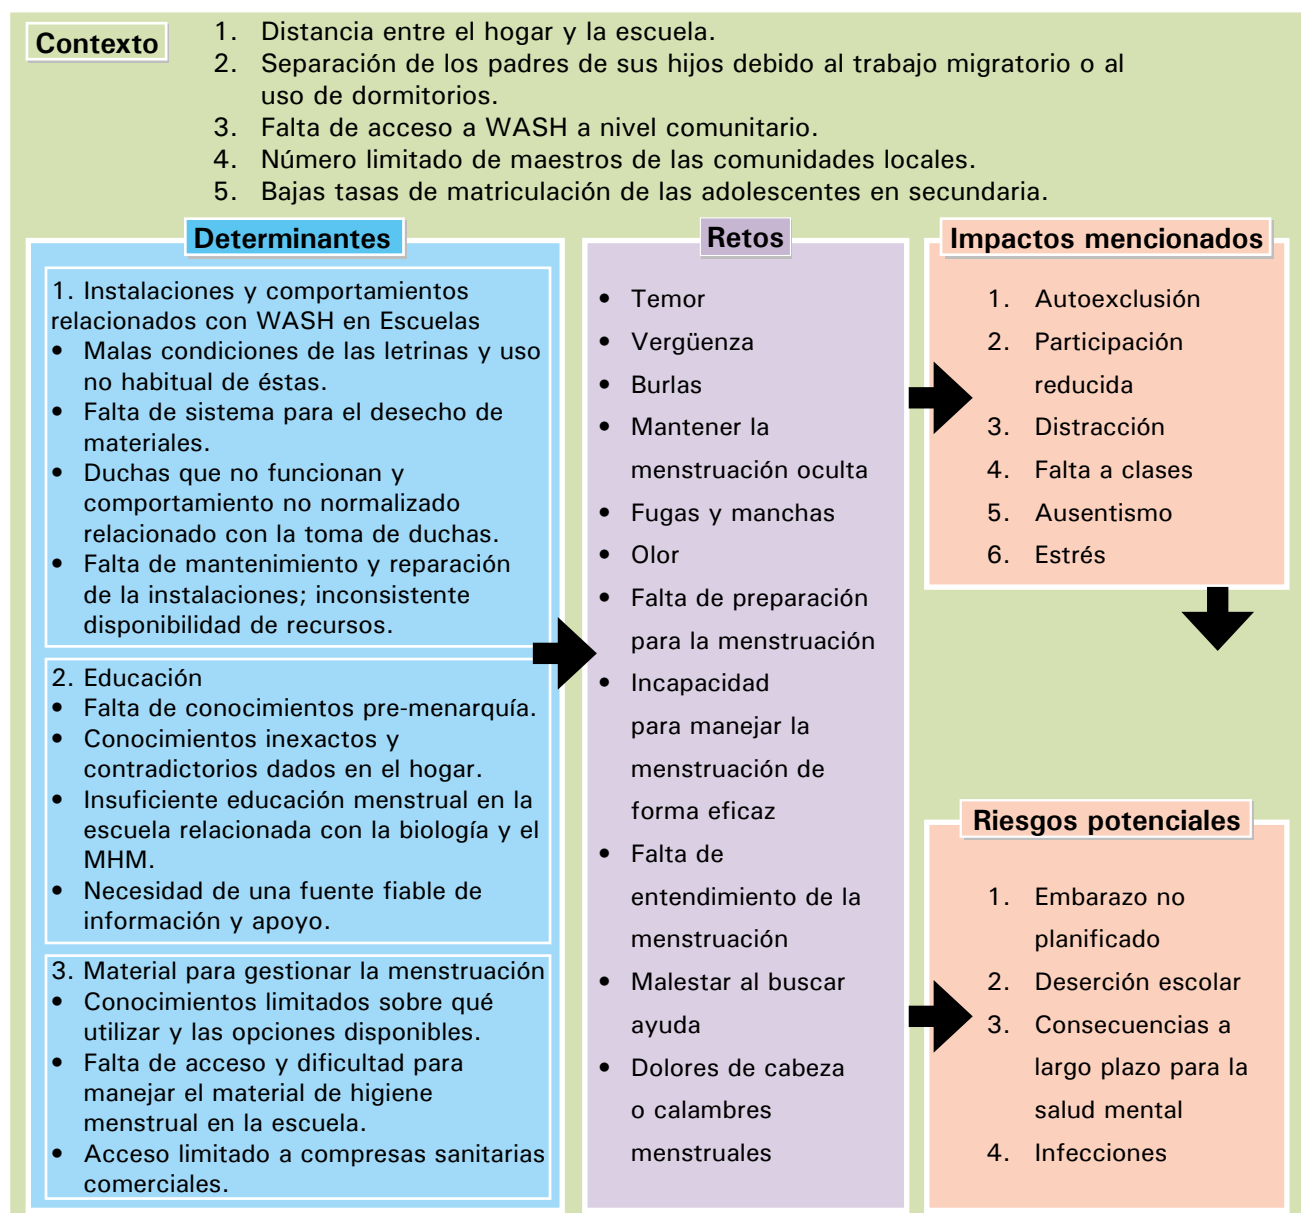 Contexto
1. Distancia entre el hogar y la escuela.
2. Separación de los padres de sus hijos debido al trabajo migratorio o al
uso de dormitorios.
3. Falta de acceso a WASH a nivel comunitario.
4. Número limitado de maestros de las comunidades locales.
5. Bajas tasas de matriculación de las adolescentes en secundaria.
Determinantes
1. Instalaciones y comportamientos
relacionados con WASH en Escuelas
• Malas condiciones de las letrinas y uso
no habitual de éstas.
• Falta de sistema para el desecho de
materiales.
• Duchas que no funcionan y
comportamiento no normalizado
relacionado con la toma de duchas.
• Falta de mantenimiento y reparación
de la instalaciones; inconsistente
disponibilidad de recursos.
2. Educación
• Falta de conocimientos pre-menarquía.
• Conocimientos inexactos y
contradictorios dados en el hogar.
• Insuficiente educación menstrual en la
escuela relacionada con la biología y el
MHM.
• Necesidad de una fuente fiable de
información y apoyo.
3. Material para gestionar la menstruación
• Conocimientos limitados sobre qué
utilizar y las opciones disponibles.
• Falta de acceso y dificultad para
manejar el material de higiene
menstrual en la escuela.
• Acceso limitado a compresas sanitarias
comerciales.
Retos
• Temor
• Vergüenza
• Burlas
• Mantener la
menstruación oculta
• Fugas y manchas
• Olor
• Falta de preparación
para la menstruación
• Incapacidad
para manejar la
menstruación de
forma eficaz
• Falta de
entendimiento de la
menstruación
• Malestar al buscar
ayuda
• Dolores de cabeza
o calambres
menstruales
Impactos mencionados
1. Autoexclusión
2. Participación
reducida
3. Distracción
4. Falta a clases
5. Ausentismo
6. Estrés
Riesgos potenciales
1. Embarazo no
planificado
2. Deserción escolar
3. Consecuencias a
largo plazo para la
salud mental
4. Infecciones